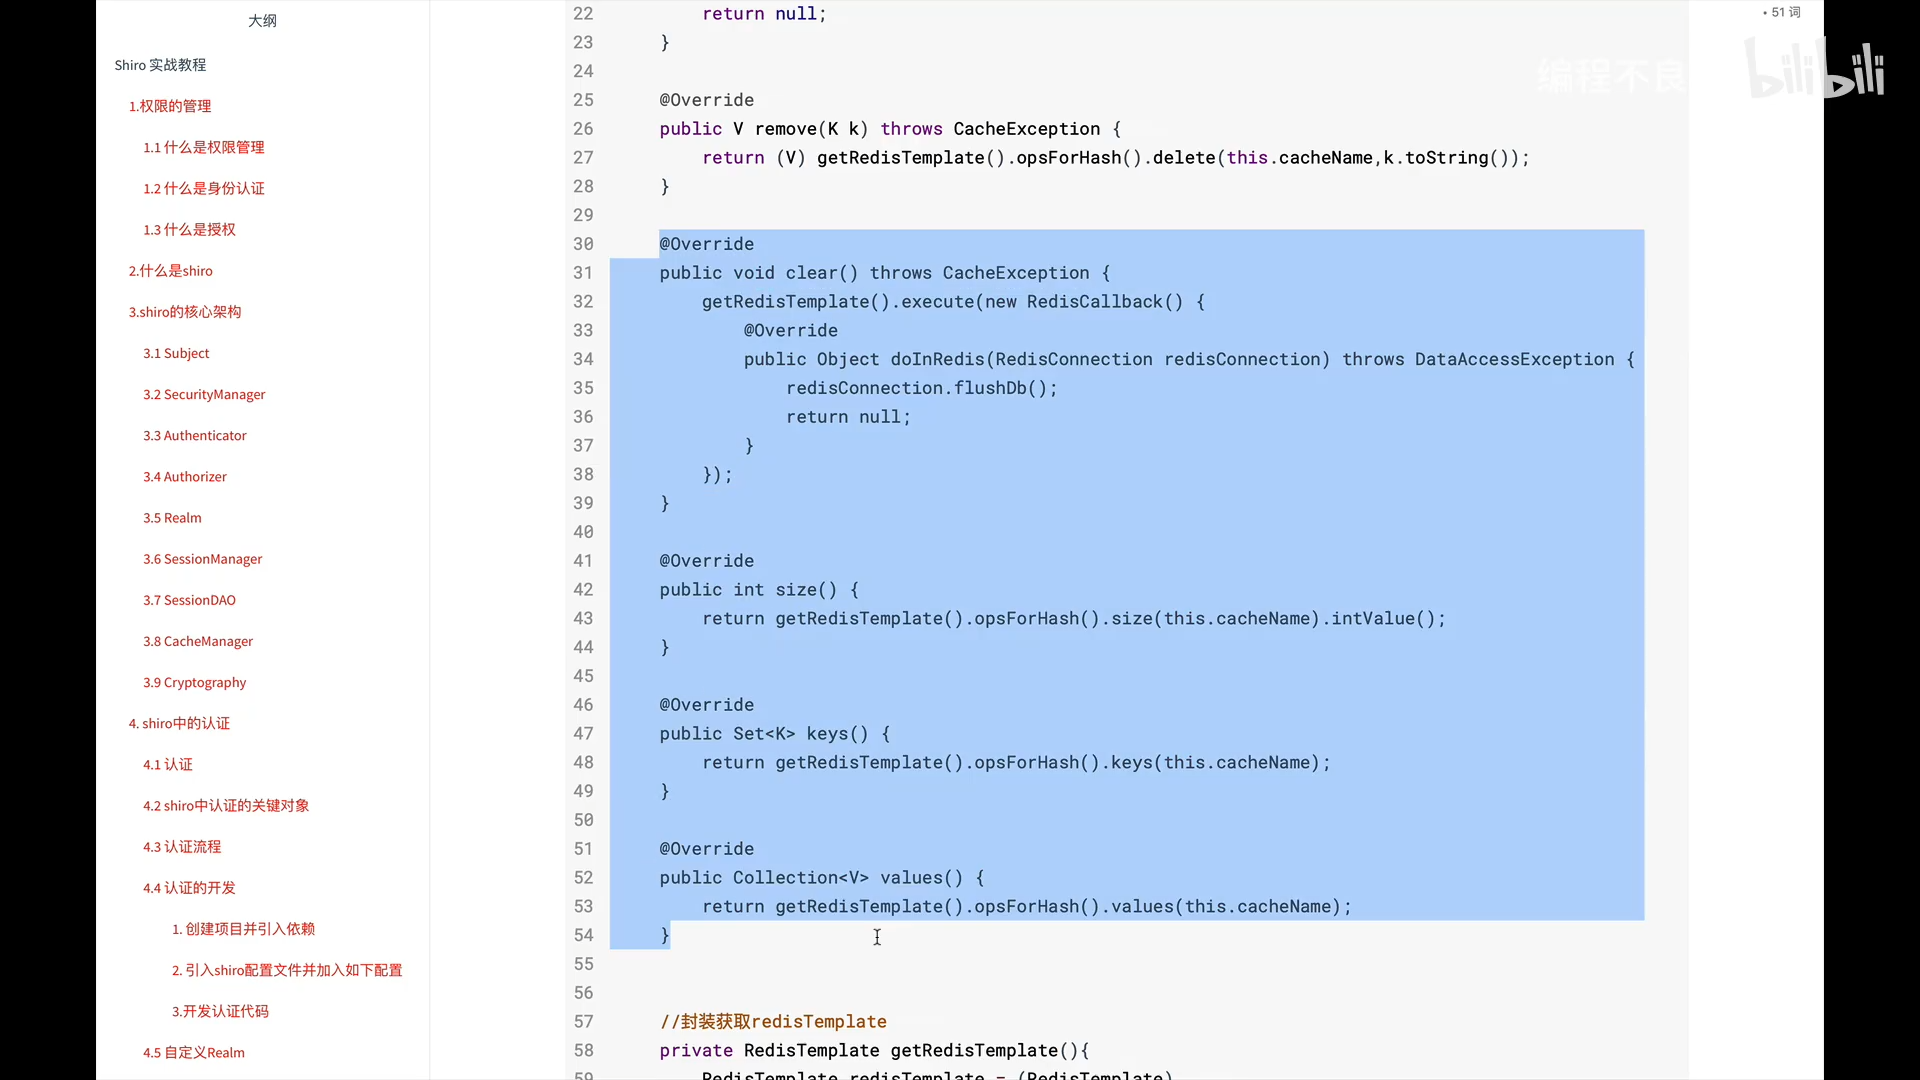 大纲
Shiro 实战教程
1.权限的管理
1.1 什么是权限管理
1.2 什么是身份认证
1.3 什么是授权
2.什么是shiro
3.shiro的核心架构
3.1 Subject
3.2 SecurityManager
3.3 Authenticator
3.4 Authorizer
3.5 Realm
3.6 SessionManager
3.7 SessionDAO
3.8 CacheManager
3.9 Cryptography
4. shiro中的认证
4.1 认证
4.2 shiro中认证的关键对象
4.3 认证流程
4.4 认证的开发
1. 创建项目并引入依赖
2. 引入shiro配置文件并加入如下配置
3.开发认证代码
4.5 自定义Realm
22 return null;
23 }
24
25 @Override
26 public V remove(K k) throws CacheException {
27 return (V) getRedisTemplate().opsForHash().delete(this.cacheName,k.toString());
28 }
29
30 @Override
31 public void clear() throws CacheException {
32 getRedisTemplate().execute(new RedisCallback() {
33 @Override
34 public Object doInRedis(RedisConnection redisConnection) throws DataAccessException {
35 redisConnection.flushDb();
36 return null;
37 }
38 });
39 }
40
41 @Override
42 public int size() {
43 return getRedisTemplate().opsForHash().size(this.cacheName).intValue();
44 }
45
46 @Override
47 public Set<K> keys() {
48 return getRedisTemplate().opsForHash().keys(this.cacheName);
49 }
50
51 @Override
52 public Collection<V> values() {
53 return getRedisTemplate().opsForHash().values(this.cacheName);
54 }
55
56
57 //封装获取redisTemplate
58 private RedisTemplate getRedisTemplate(){
59 RedisTemplate redisTemplate = (RedisTemplate)
• 51 词
编程不良
bilibili